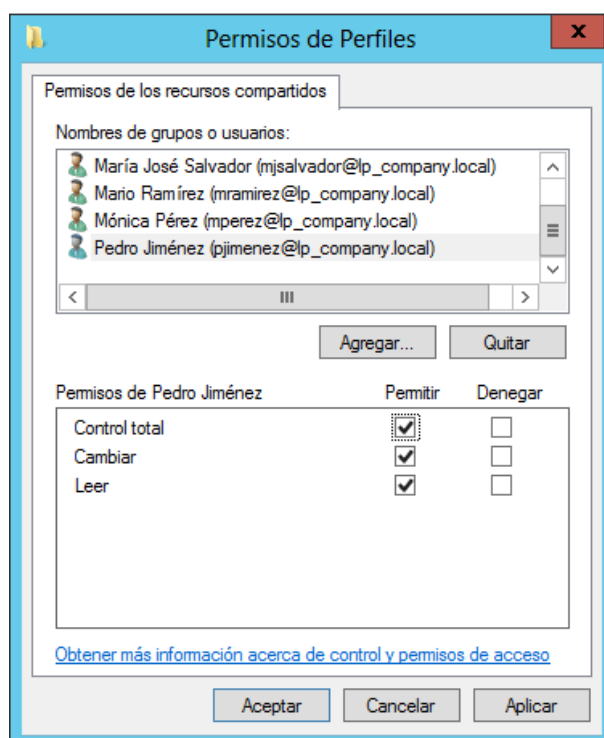 Permisos de Perfiles
x
Permisos de los recursos compartidos
Nombres de grupos o usuarios:
María José Salvador (mjsalvador@lp_company.local)
Mario Ramírez (mramirez@lp_company.local)
Mónica Pérez (mperez@lp_company.local)
Pedro Jiménez (pjimenez@lp_company.local)
Agregar... Quitar
Permisos de Pedro Jiménez Permitir Denegar
Control total
Cambiar
Leer
Obtener más información acerca de control y permisos de acceso
Aceptar Cancelar Aplicar